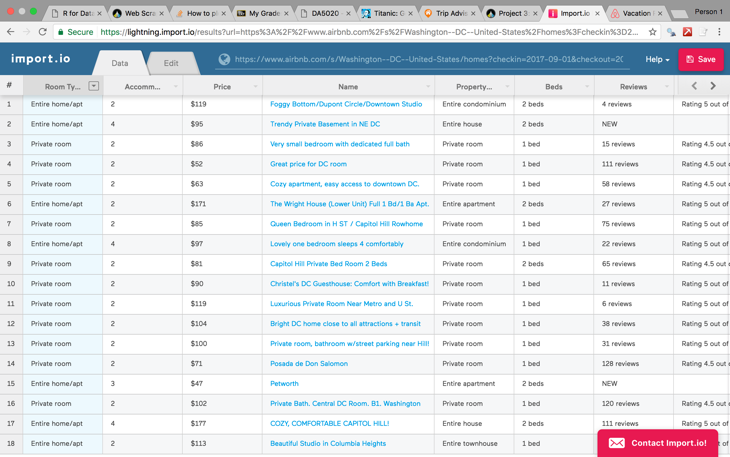 R for Data
Web Scra
How to pl
My Grade
DA5020 -
Titanic: G
Trip Advis
Project 3
Import.io
Vacation
Person 1
Secure https://lightning.import.io/results?url=https%3A%2F%2Fwww.airbnb.com%2Fs%2FWashington--DC--United-States%2Fhomes%3Fcheckin%3D2...
import.io Data Edit https://www.airbnb.com/s/Washington--DC--United-States/homes?checkin=2017-09-01&checkout=20 Help Save
# Room Ty... Accomm... Price Name Property... Beds Reviews
1 Entire home/apt 2 $119 Foggy Bottom/Dupont Circle/Downtown Studio Entire condominium 2 beds 4 reviews Rating 5 out of
2 Entire home/apt 4 $95 Trendy Private Basement in NE DC Entire house 2 beds NEW
3 Private room 2 $86 Very small bedroom with dedicated full bath Private room 1 bed 15 reviews Rating 4.5 out
4 Private room 2 $52 Great price for DC room Private room 1 bed 111 reviews Rating 4.5 out
5 Private room 2 $63 Cozy apartment, easy access to downtown DC. Private room 1 bed 58 reviews Rating 4.5 out
6 Entire home/apt 2 $171 The Wright House (Lower Unit) Full 1 Bd/1 Ba Apt. Entire apartment 2 beds 27 reviews Rating 5 out of
7 Private room 2 $85 Queen Bedroom in H ST / Capitol Hill Rowhome Private room 1 bed 75 reviews Rating 5 out of
8 Entire home/apt 4 $97 Lovely one bedroom sleeps 4 comfortably Entire condominium 1 bed 22 reviews Rating 5 out of
9 Private room 2 $81 Capitol Hill Private Bed Room 2 Beds Private room 2 beds 65 reviews Rating 4.5 out
10 Private room 2 $90 Christel's DC Guesthouse: Comfort with Breakfast! Private room 1 bed 11 reviews Rating 5 out of
11 Private room 2 $119 Luxurious Private Room Near Metro and U St. Private room 1 bed 6 reviews Rating 5 out of
12 Private room 2 $104 Bright DC home close to all attractions + transit Private room 1 bed 38 reviews Rating 5 out of
13 Private room 2 $100 Private room, bathroom w/street parking near Hill! Private room 1 bed 31 reviews Rating 5 out of
14 Private room 2 $71 Posada de Don Salomon Private room 1 bed 128 reviews Rating 4.5 out
15 Entire home/apt 3 $47 Petworth Entire apartment 2 beds NEW
16 Private room 2 $102 Private Bath. Central DC Room. B1. Washington Private room 1 bed 120 reviews Rating 4.5 out
17 Entire home/apt 4 $177 COZY, COMFORTABLE CAPITOL HILL! Entire house 2 beds 111 reviews Rating 5 out of
18 Entire home/apt 2 $113 Beautiful Studio in Columbia Heights Entire townhouse 1 bed
Contact Import.io!